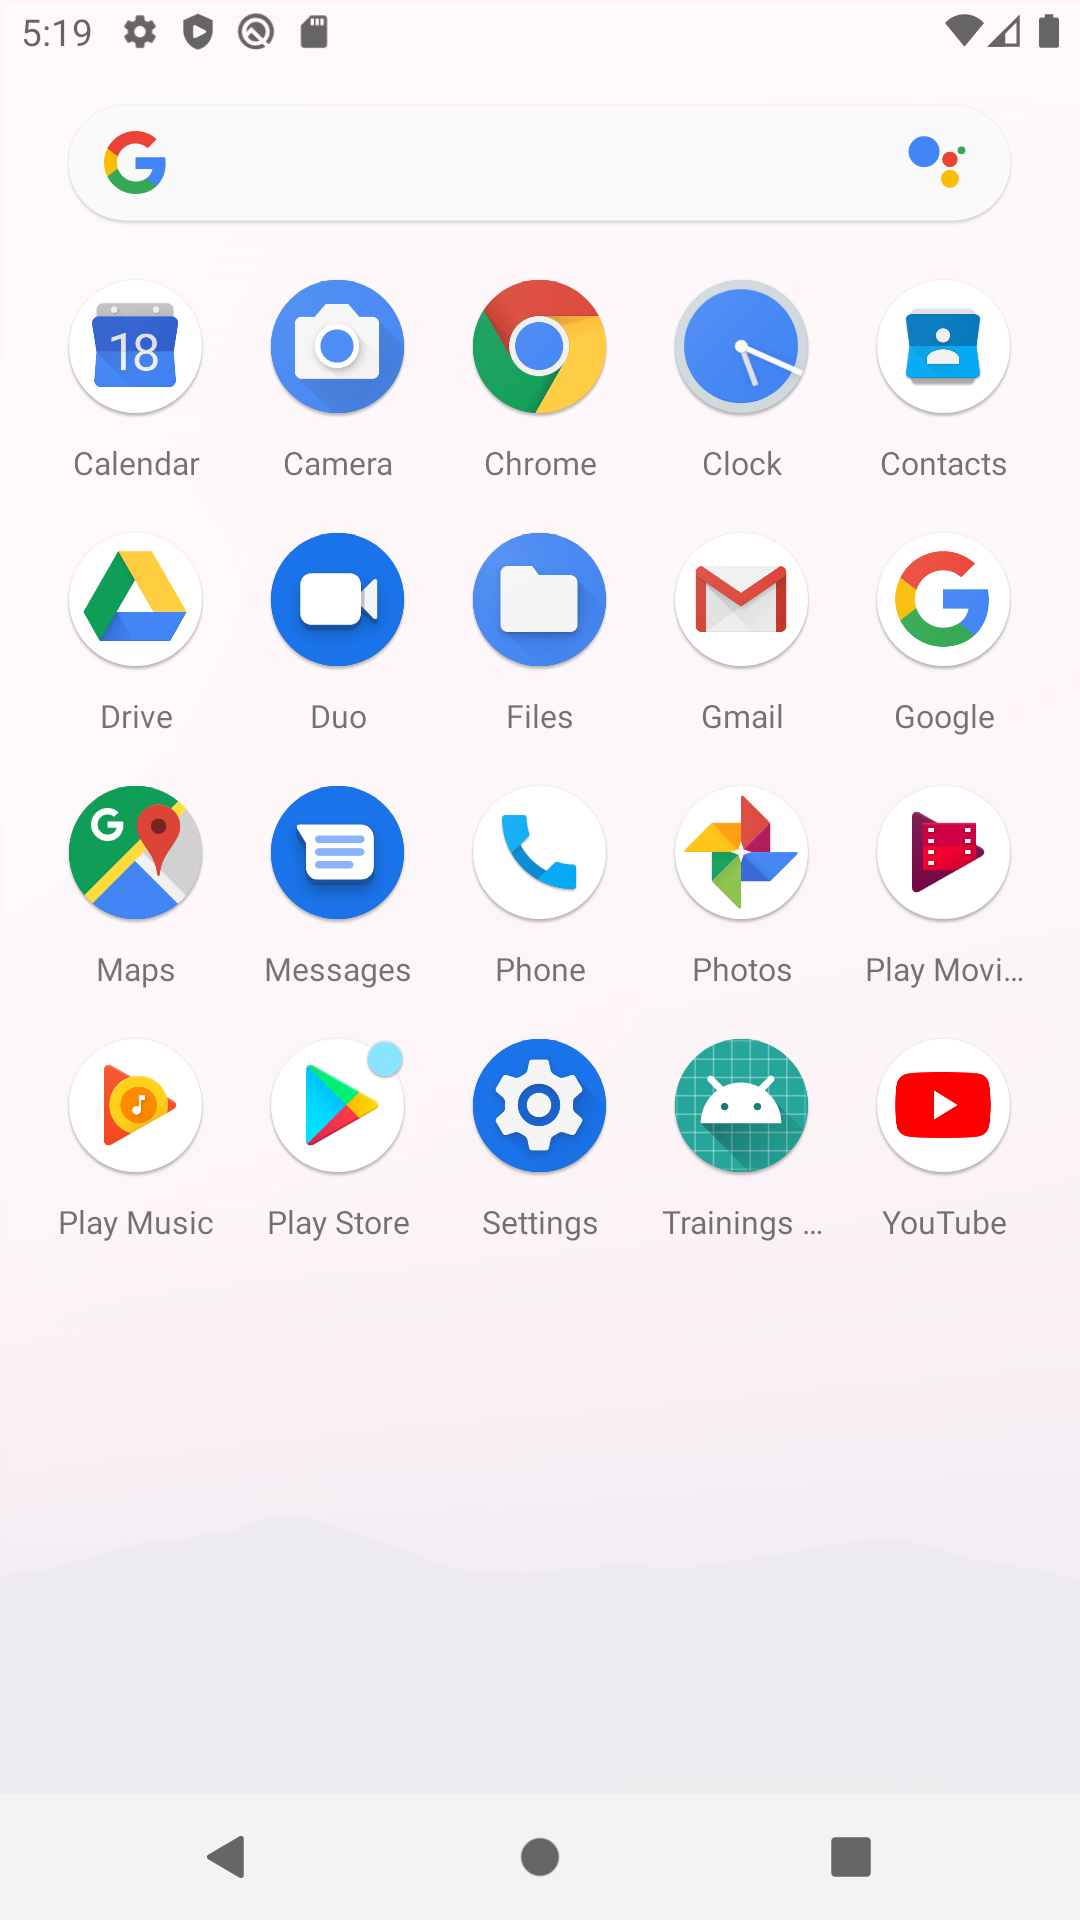 5:19
18
Calendar
Camera
Chrome
Clock
Contacts
Drive
Duo
Files
Gmail
Google
Maps
Messages
Phone
Photos
Play Movi...
Play Music
Play Store
Settings
Trainings ...
YouTube